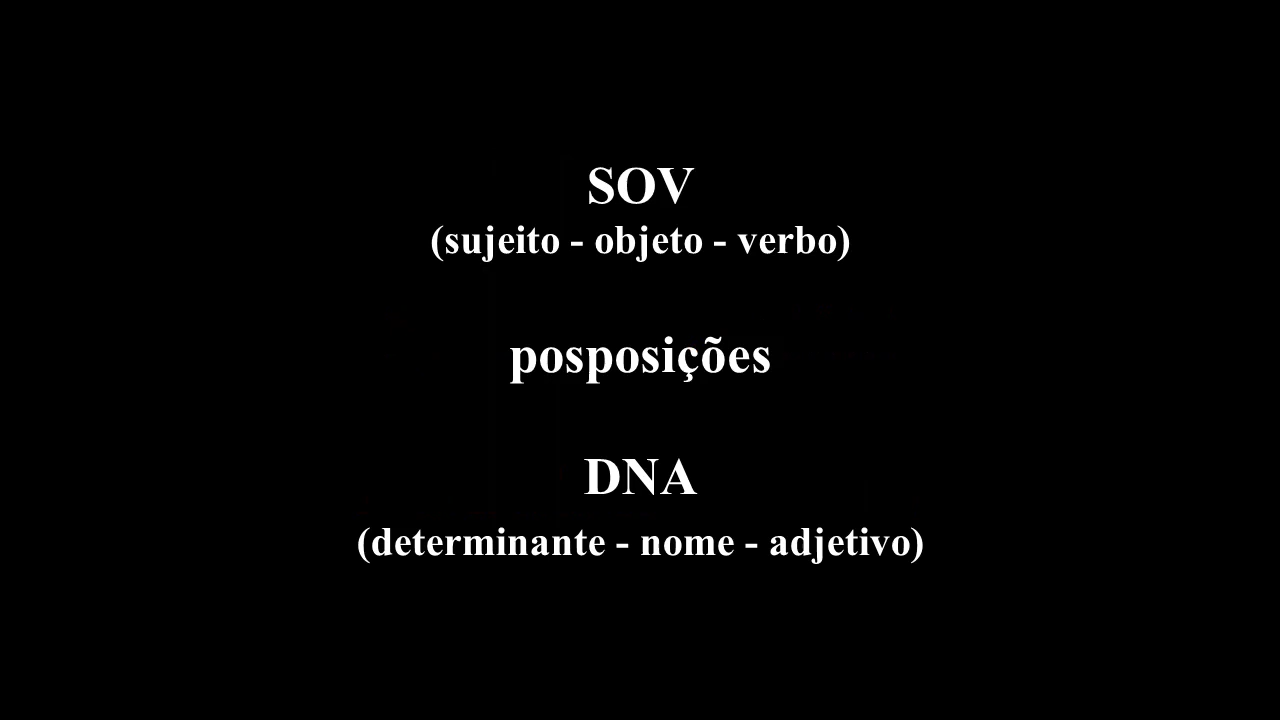 SOV
(sujeito - objeto - verbo)
posposições
DNA
(determinante - nome - adjetivo)